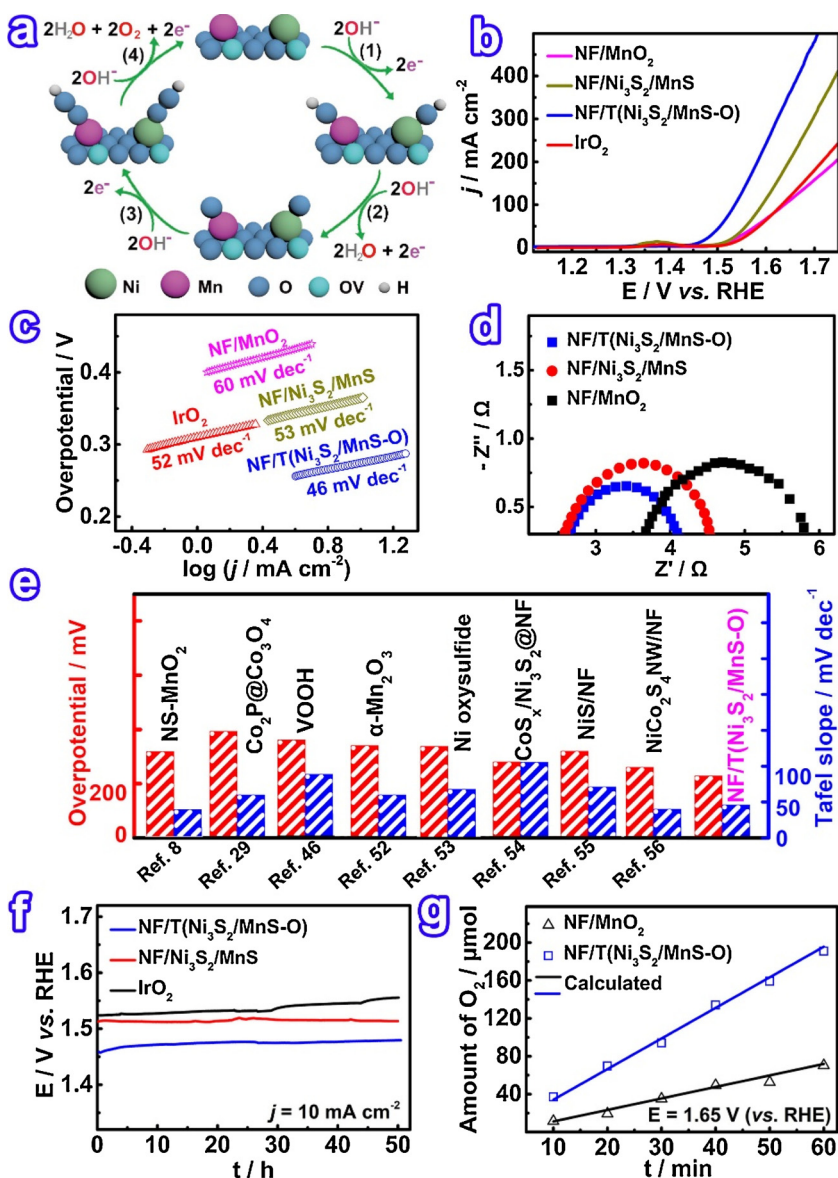 a
2H₂O + 2O₂ + 2e⁻
(4)
2OH⁻
2OH⁻
(1)
2e⁻
2e⁻
(3)
2OH⁻
2OH⁻
(2)
2H₂O + 2e⁻
Ni Mn O OV H
b
NF/MnO₂
NF/Ni₃S₂/MnS
NF/T(Ni₃S₂/MnS-O)
IrO₂
j / mA cm⁻²
400
300
200
100
0
1.2 1.3 1.4 1.5 1.6 1.7
E / V vs. RHE
c
Overpotential / V
0.4
0.3
0.2
NF/MnO₂
60 mV dec⁻¹
IrO₂
52 mV dec⁻¹
NF/Ni₃S₂/MnS
53 mV dec⁻¹
NF/T(Ni₃S₂/MnS-O)
46 mV dec⁻¹
-0.4 0.0 0.4 0.8 1.2
log (j / mA cm⁻²)
d
NF/T(Ni₃S₂/MnS-O)
NF/Ni₃S₂/MnS
NF/MnO₂
- Z'' / Ω
1.5
1.0
0.5
3 4 5 6
Z' / Ω
e
Overpotential / mV
200
0
NS-MnO₂
Co₂P@Co₃O₄
VOOH
α-Mn₂O₃
Ni oxysulfide
CoSₓ/Ni₃S₂@NF
NiS/NF
NiCo₂S₄NW/NF
NF/T(Ni₃S₂/MnS-O)
Tafel slope / mV dec⁻¹
100
50
0
Ref. 8 Ref. 29 Ref. 46 Ref. 52 Ref. 53 Ref. 54 Ref. 55 Ref. 56
f
NF/T(Ni₃S₂/MnS-O)
NF/Ni₃S₂/MnS
IrO₂
E / V vs. RHE
1.7
1.6
1.5
1.4
j = 10 mA cm⁻²
0 10 20 30 40 50
t / h
g
NF/MnO₂
NF/T(Ni₃S₂/MnS-O)
Calculated
Amount of O₂ / µmol
200
160
120
80
40
E = 1.65 V (vs. RHE)
10 20 30 40 50 60
t / min